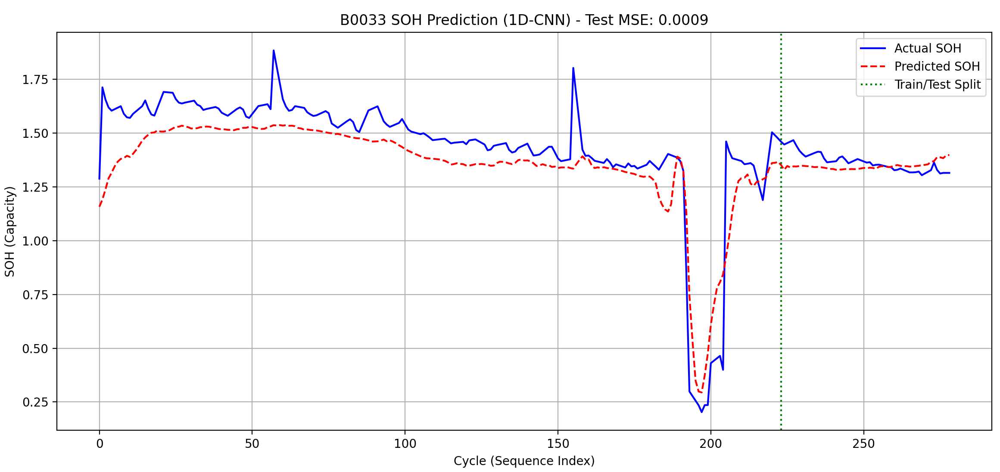 B0033 SOH Prediction (1D-CNN) - Test MSE: 0.0009
Actual SOH
Predicted SOH
Train/Test Split
SOH (Capacity)
1.75
1.50
1.25
1.00
0.75
0.50
0.25
0 50 100 150 200 250
Cycle (Sequence Index)